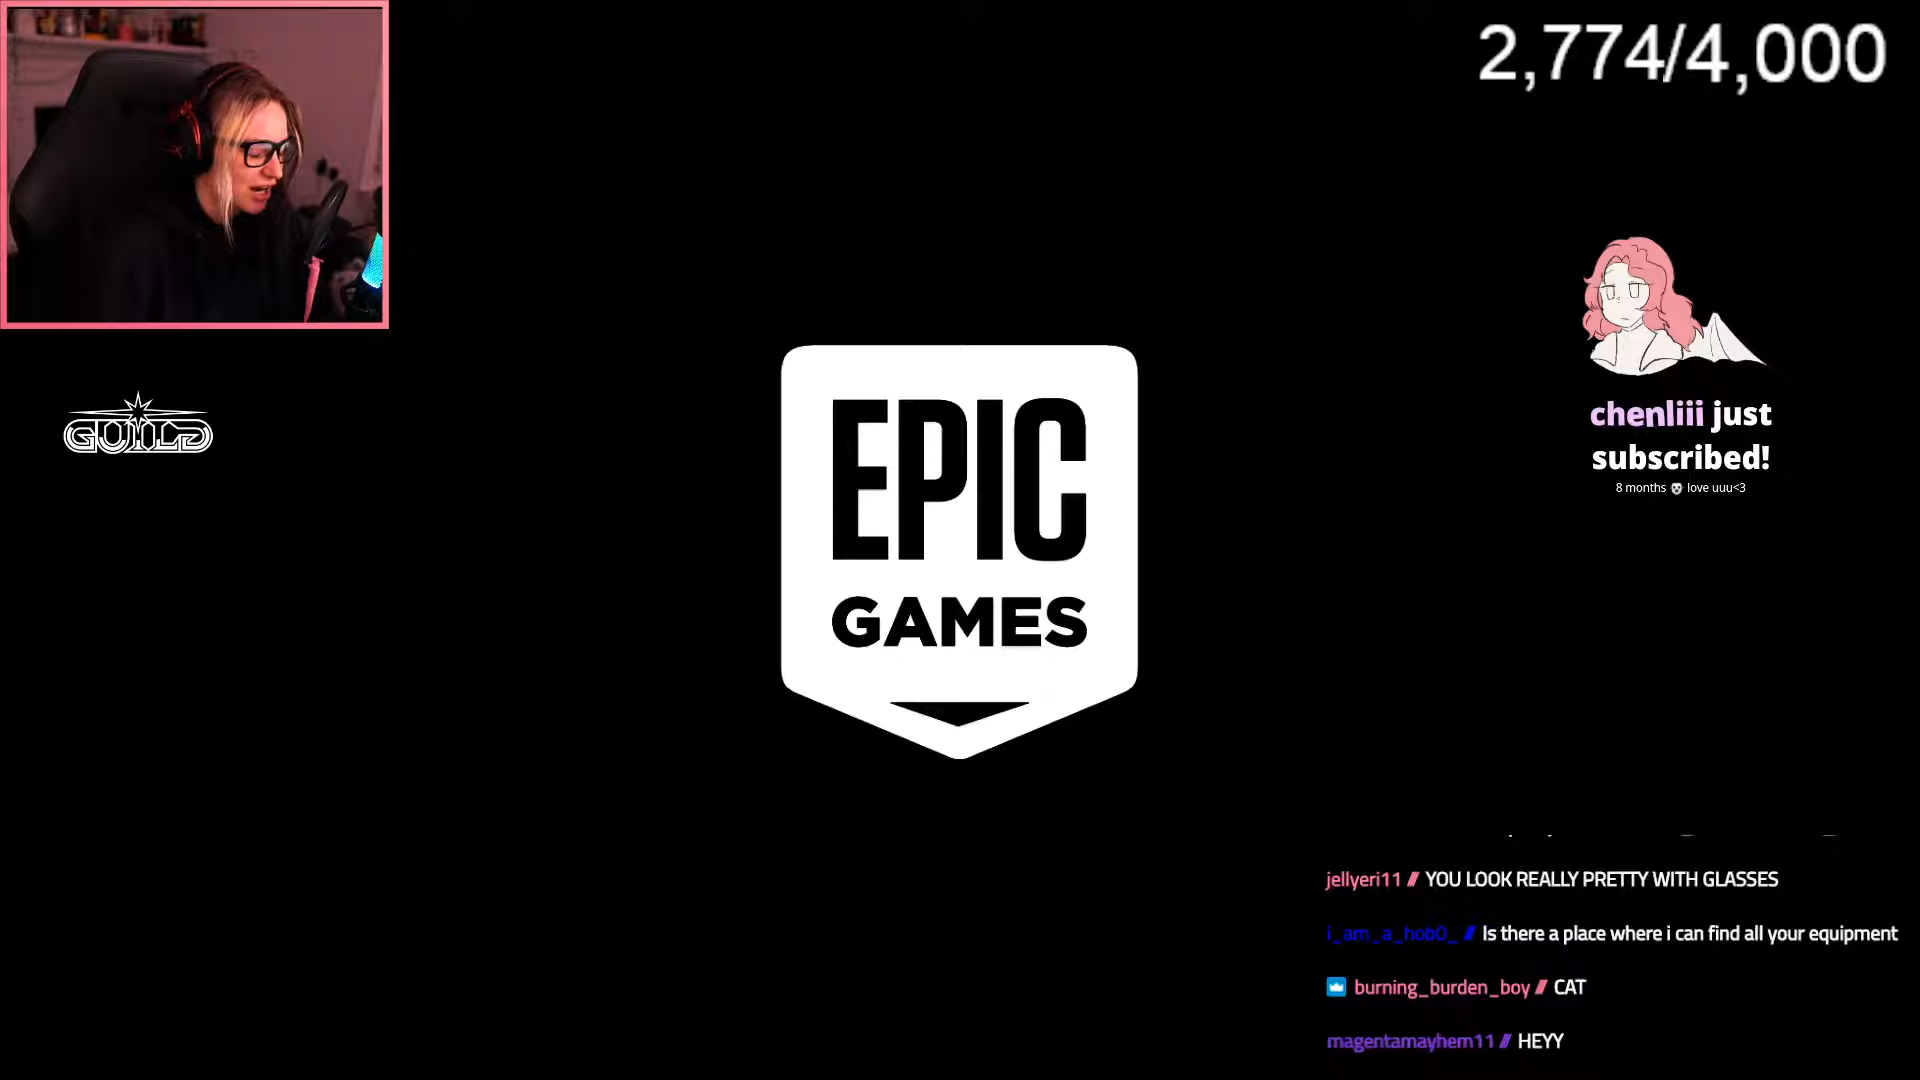 2,774/4,000
GUILD
EPIC
GAMES
chenliii just
subscribed!
8 months 💀 love uuu<3
jellyeri11 // YOU LOOK REALLY PRETTY WITH GLASSES
i_am_a_hob0_ // Is there a place where i can find all your equipment
burning_burden_boy // CAT
magentamayhem11 // HEYY